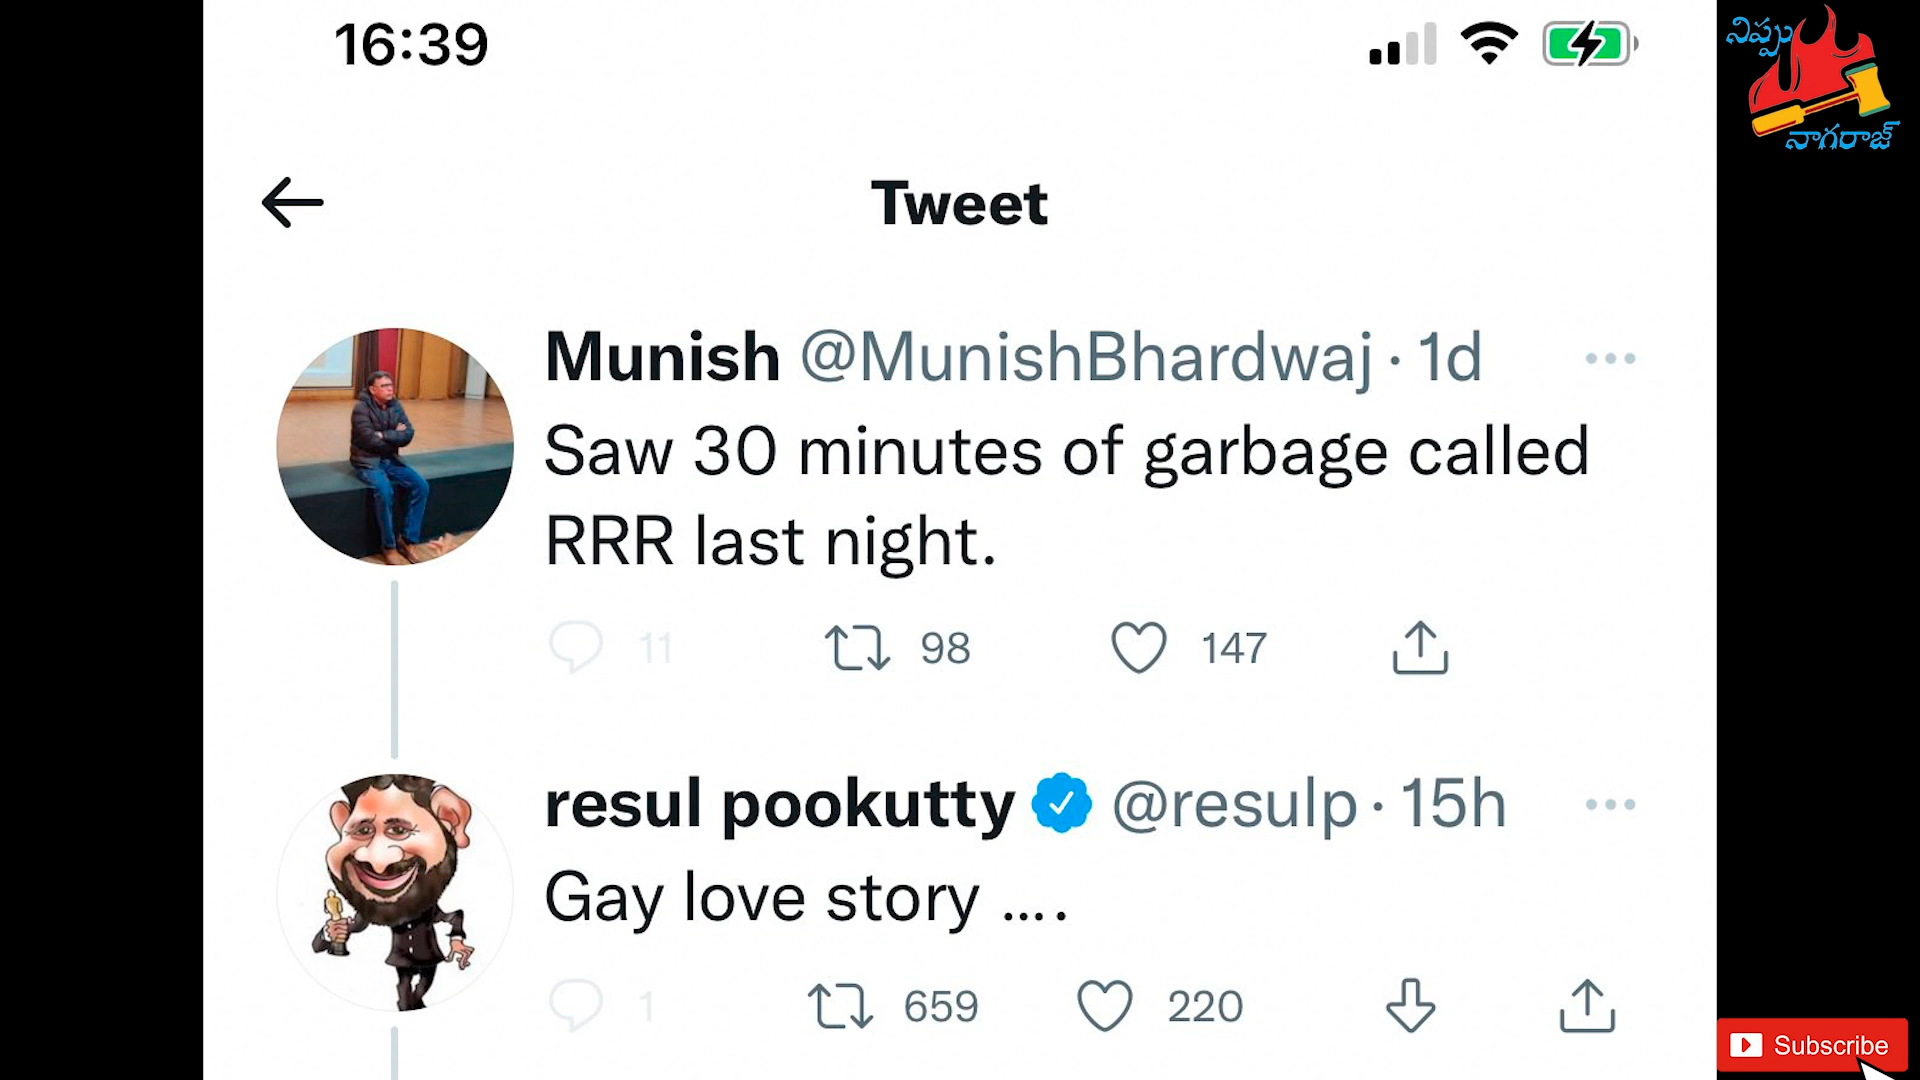 16:39
నిప్పు
నాగరాజ్
Tweet
Munish @MunishBhardwaj · 1d
Saw 30 minutes of garbage called
RRR last night.
11 98 147
resul pookutty @resulp · 15h
Gay love story ....
1 659 220
Subscribe